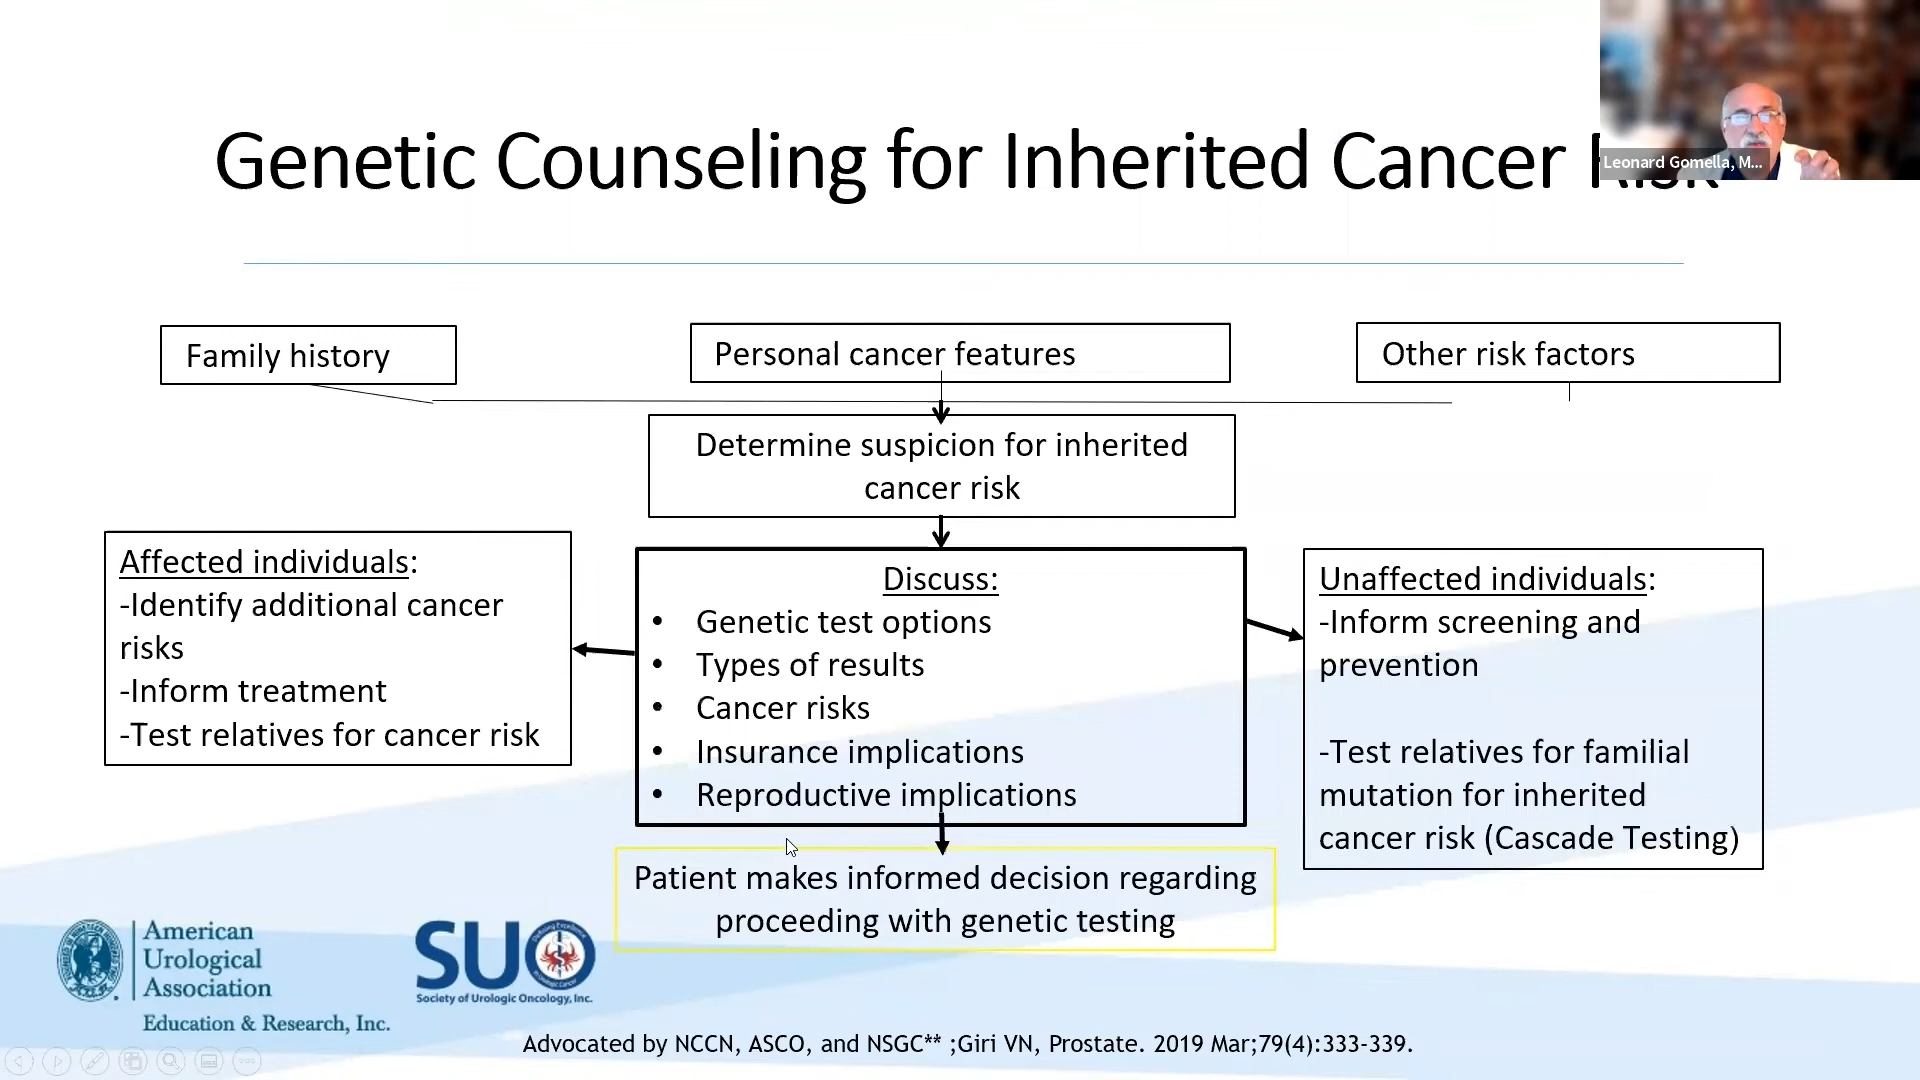 Genetic Counseling for Inherited Cancer Risk
Leonard Gomella, M...
Family history
Personal cancer features
Other risk factors
Determine suspicion for inherited
cancer risk
Affected individuals:
-Identify additional cancer
risks
-Inform treatment
-Test relatives for cancer risk
Discuss:
• Genetic test options
• Types of results
• Cancer risks
• Insurance implications
• Reproductive implications
Unaffected individuals:
-Inform screening and
prevention
-Test relatives for familial
mutation for inherited
cancer risk (Cascade Testing)
Patient makes informed decision regarding
proceeding with genetic testing
American
Urological
Association
Education & Research, Inc.
SUO
Society of Urologic Oncology, Inc.
Advocated by NCCN, ASCO, and NSGC** ;Giri VN, Prostate. 2019 Mar;79(4):333-339.